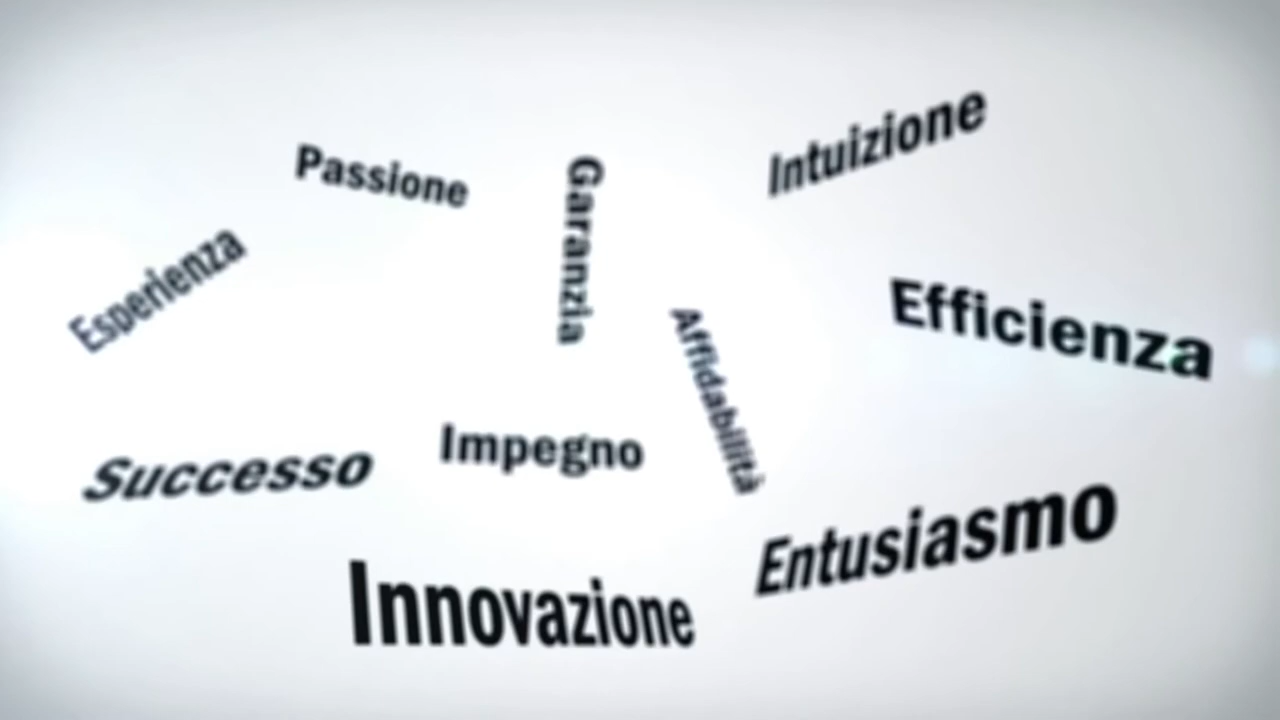 Intuizione
Passione
Garanzia
Esperienza
Efficienza
Affidabilità
Impegno
Successo
Entusiasmo
Innovazione